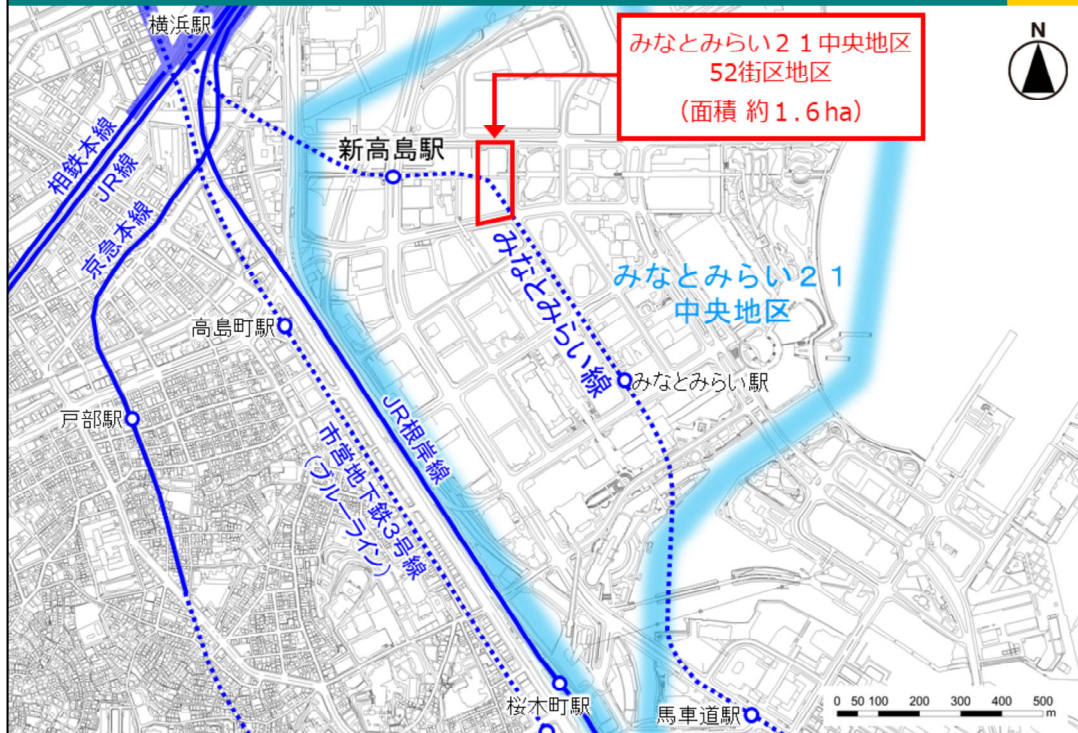 横浜駅
みなとみらい２１中央地区
52街区地区
（面積 約1.6ha）
N
相鉄本線
JR線
京急本線
新高島駅
みなとみらい線
みなとみらい２１
中央地区
高島町駅
みなとみらい駅
戸部駅
JR根岸線
市営地下鉄3号線
（ブルーライン）
桜木町駅
馬車道駅
0 50 100 200 300 400 500
m